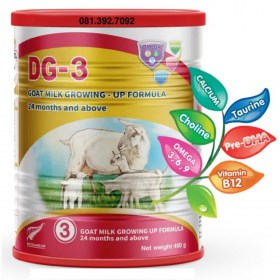 081.392.7092
DG-3
GOAT MILK GROWING - UP FORMULA
24 months and above
CALCIUM
Taurine
Choline
Pre-DHA
OMEGA
3,6,9
Vitamin
B12
3
GOAT MILK GROWING UP FORMULA
24 months and above
Net weight 400 g